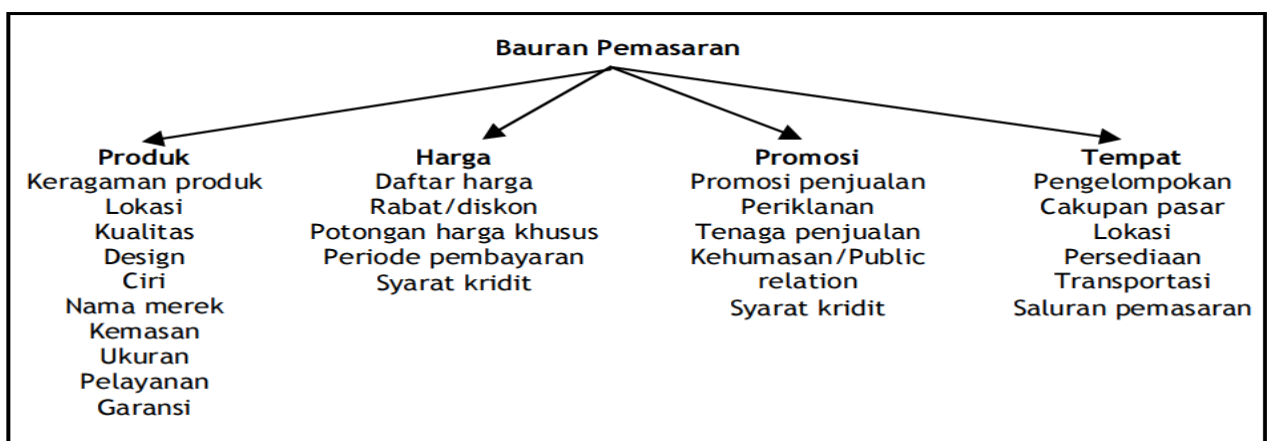 Bauran Pemasaran
Produk
Keragaman produk
Lokasi
Kualitas
Design
Ciri
Nama merek
Kemasan
Ukuran
Pelayanan
Garansi
Harga
Daftar harga
Rabat/diskon
Potongan harga khusus
Periode pembayaran
Syarat kridit
Promosi
Promosi penjualan
Periklanan
Tenaga penjualan
Kehumasan/Public
relation
Syarat kridit
Tempat
Pengelompokan
Cakupan pasar
Lokasi
Persediaan
Transportasi
Saluran pemasaran